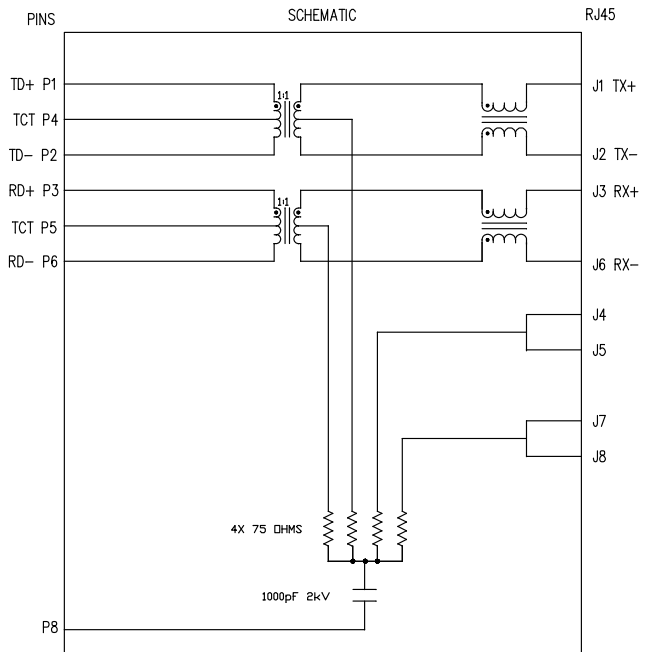 PINS SCHEMATIC RJ45
TD+ P1 1:1 J1 TX+
TCT P4
TD- P2 J2 TX-
RD+ P3 1:1 J3 RX+
TCT P5
RD- P6 J6 RX-
J4
J5
J7
J8
4X 75 OHMS
1000pF 2kV
P8